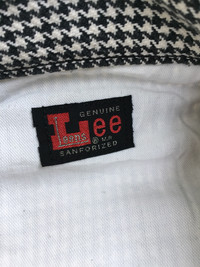 GENUINE
Lee
Jeans ® M.R.
SANFORIZED